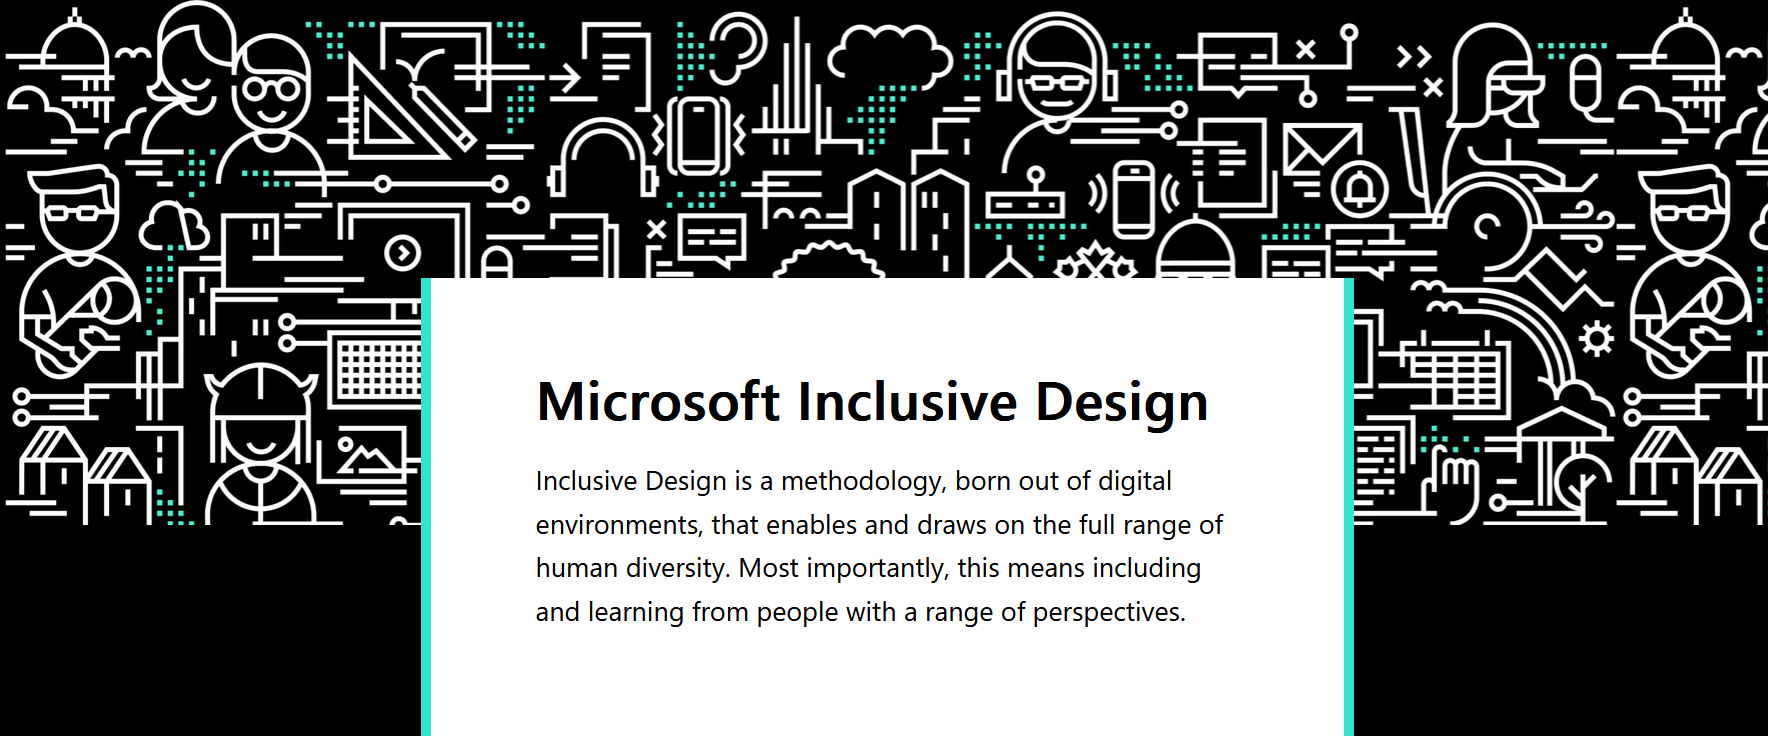 Microsoft Inclusive Design
Inclusive Design is a methodology, born out of digital
environments, that enables and draws on the full range of
human diversity. Most importantly, this means including
and learning from people with a range of perspectives.